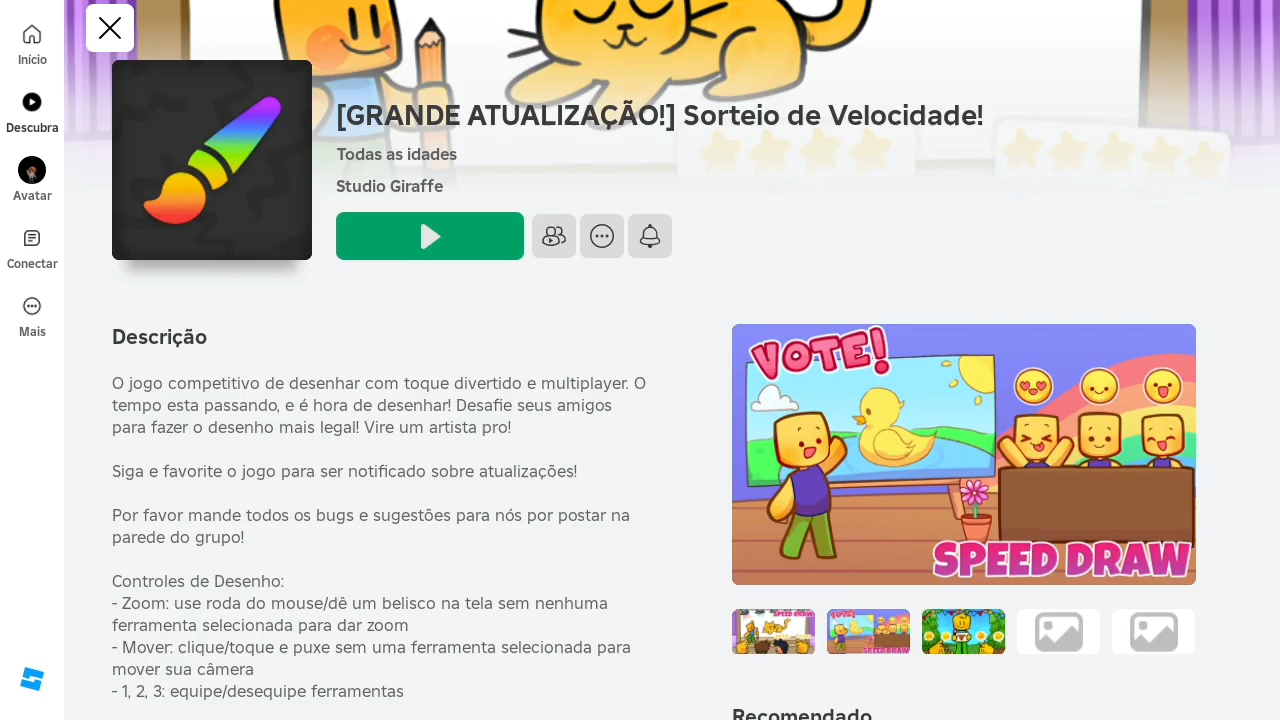 Início
Descubra
Avatar
Conectar
Mais
[GRANDE ATUALIZAÇÃO!] Sorteio de Velocidade!
Todas as idades
Studio Giraffe
Descrição
O jogo competitivo de desenhar com toque divertido e multiplayer. O
tempo esta passando, e é hora de desenhar! Desafie seus amigos
para fazer o desenho mais legal! Vire um artista pro!
Siga e favorite o jogo para ser notificado sobre atualizações!
Por favor mande todos os bugs e sugestões para nós por postar na
parede do grupo!
Controles de Desenho:
- Zoom: use roda do mouse/dê um belisco na tela sem nenhuma
ferramenta selecionada para dar zoom
- Mover: clique/toque e puxe sem uma ferramenta selecionada para
mover sua câmera
- 1, 2, 3: equipe/desequipe ferramentas
VOTE!
SPEED DRAW
SPEED DRAW
SPEED DRAW
Recomendado